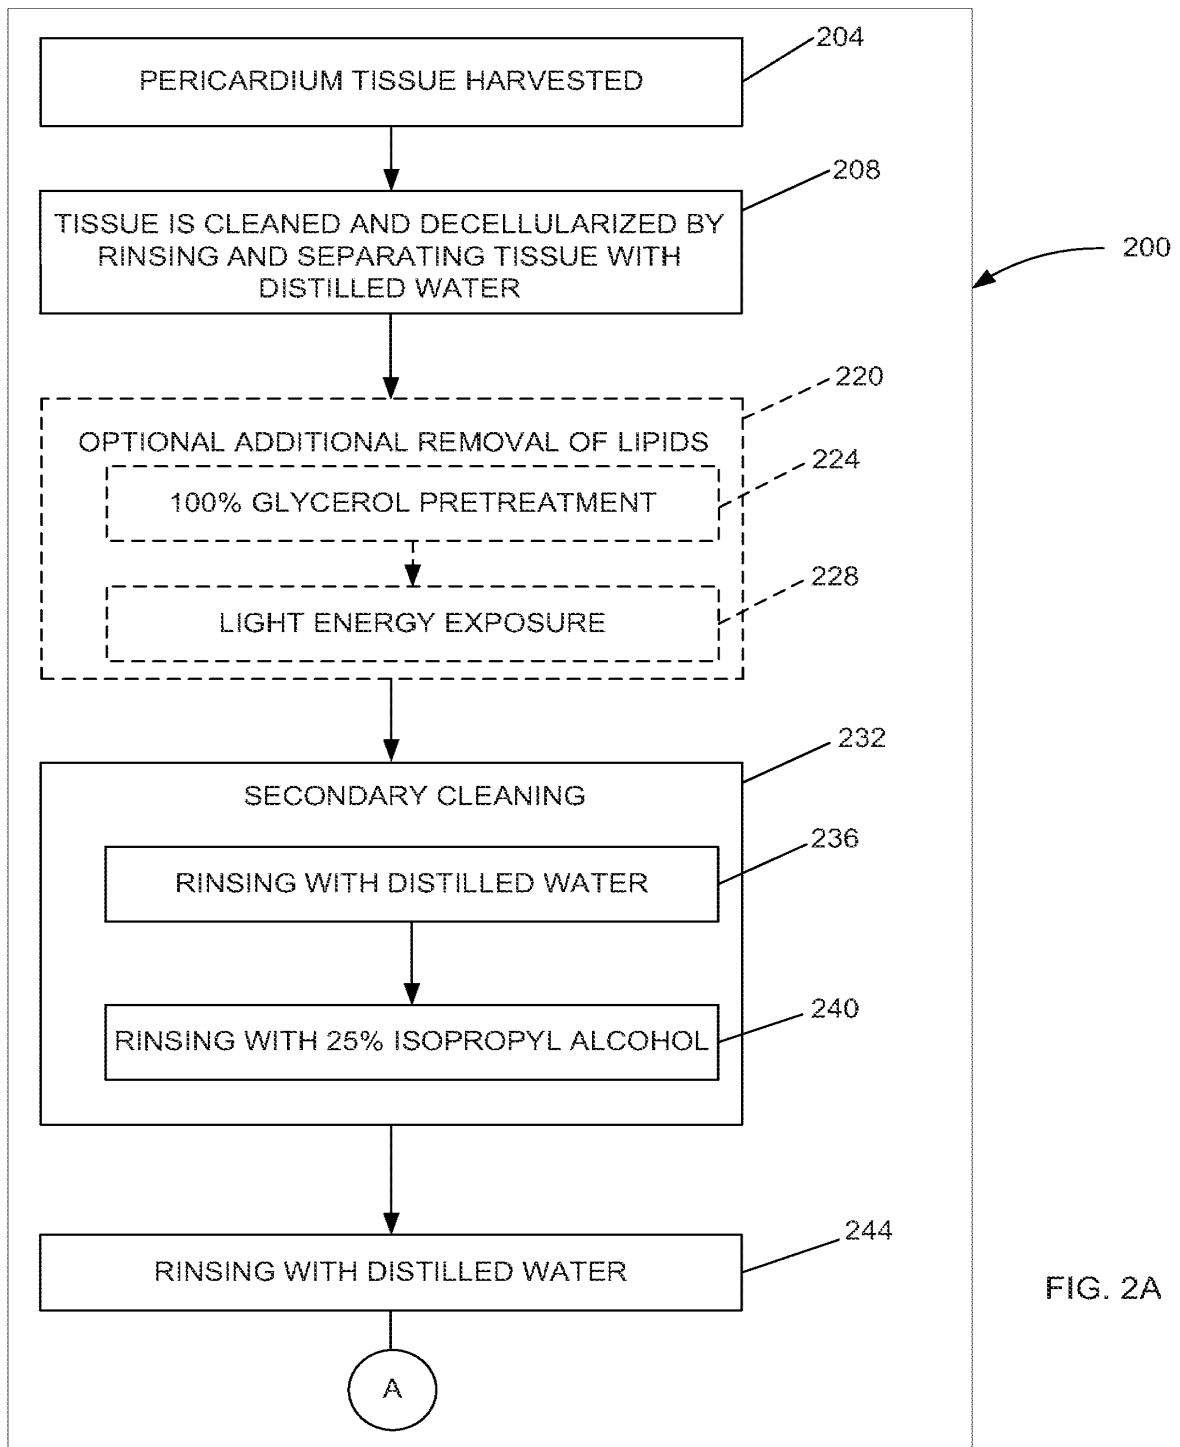 204
PERICARDIUM TISSUE HARVESTED
208
TISSUE IS CLEANED AND DECELLULARIZED BY
RINSING AND SEPARATING TISSUE WITH
DISTILLED WATER
200
220
OPTIONAL ADDITIONAL REMOVAL OF LIPIDS
224
100% GLYCEROL PRETREATMENT
228
LIGHT ENERGY EXPOSURE
232
SECONDARY CLEANING
236
RINSING WITH DISTILLED WATER
240
RINSING WITH 25% ISOPROPYL ALCOHOL
244
RINSING WITH DISTILLED WATER
FIG. 2A
A